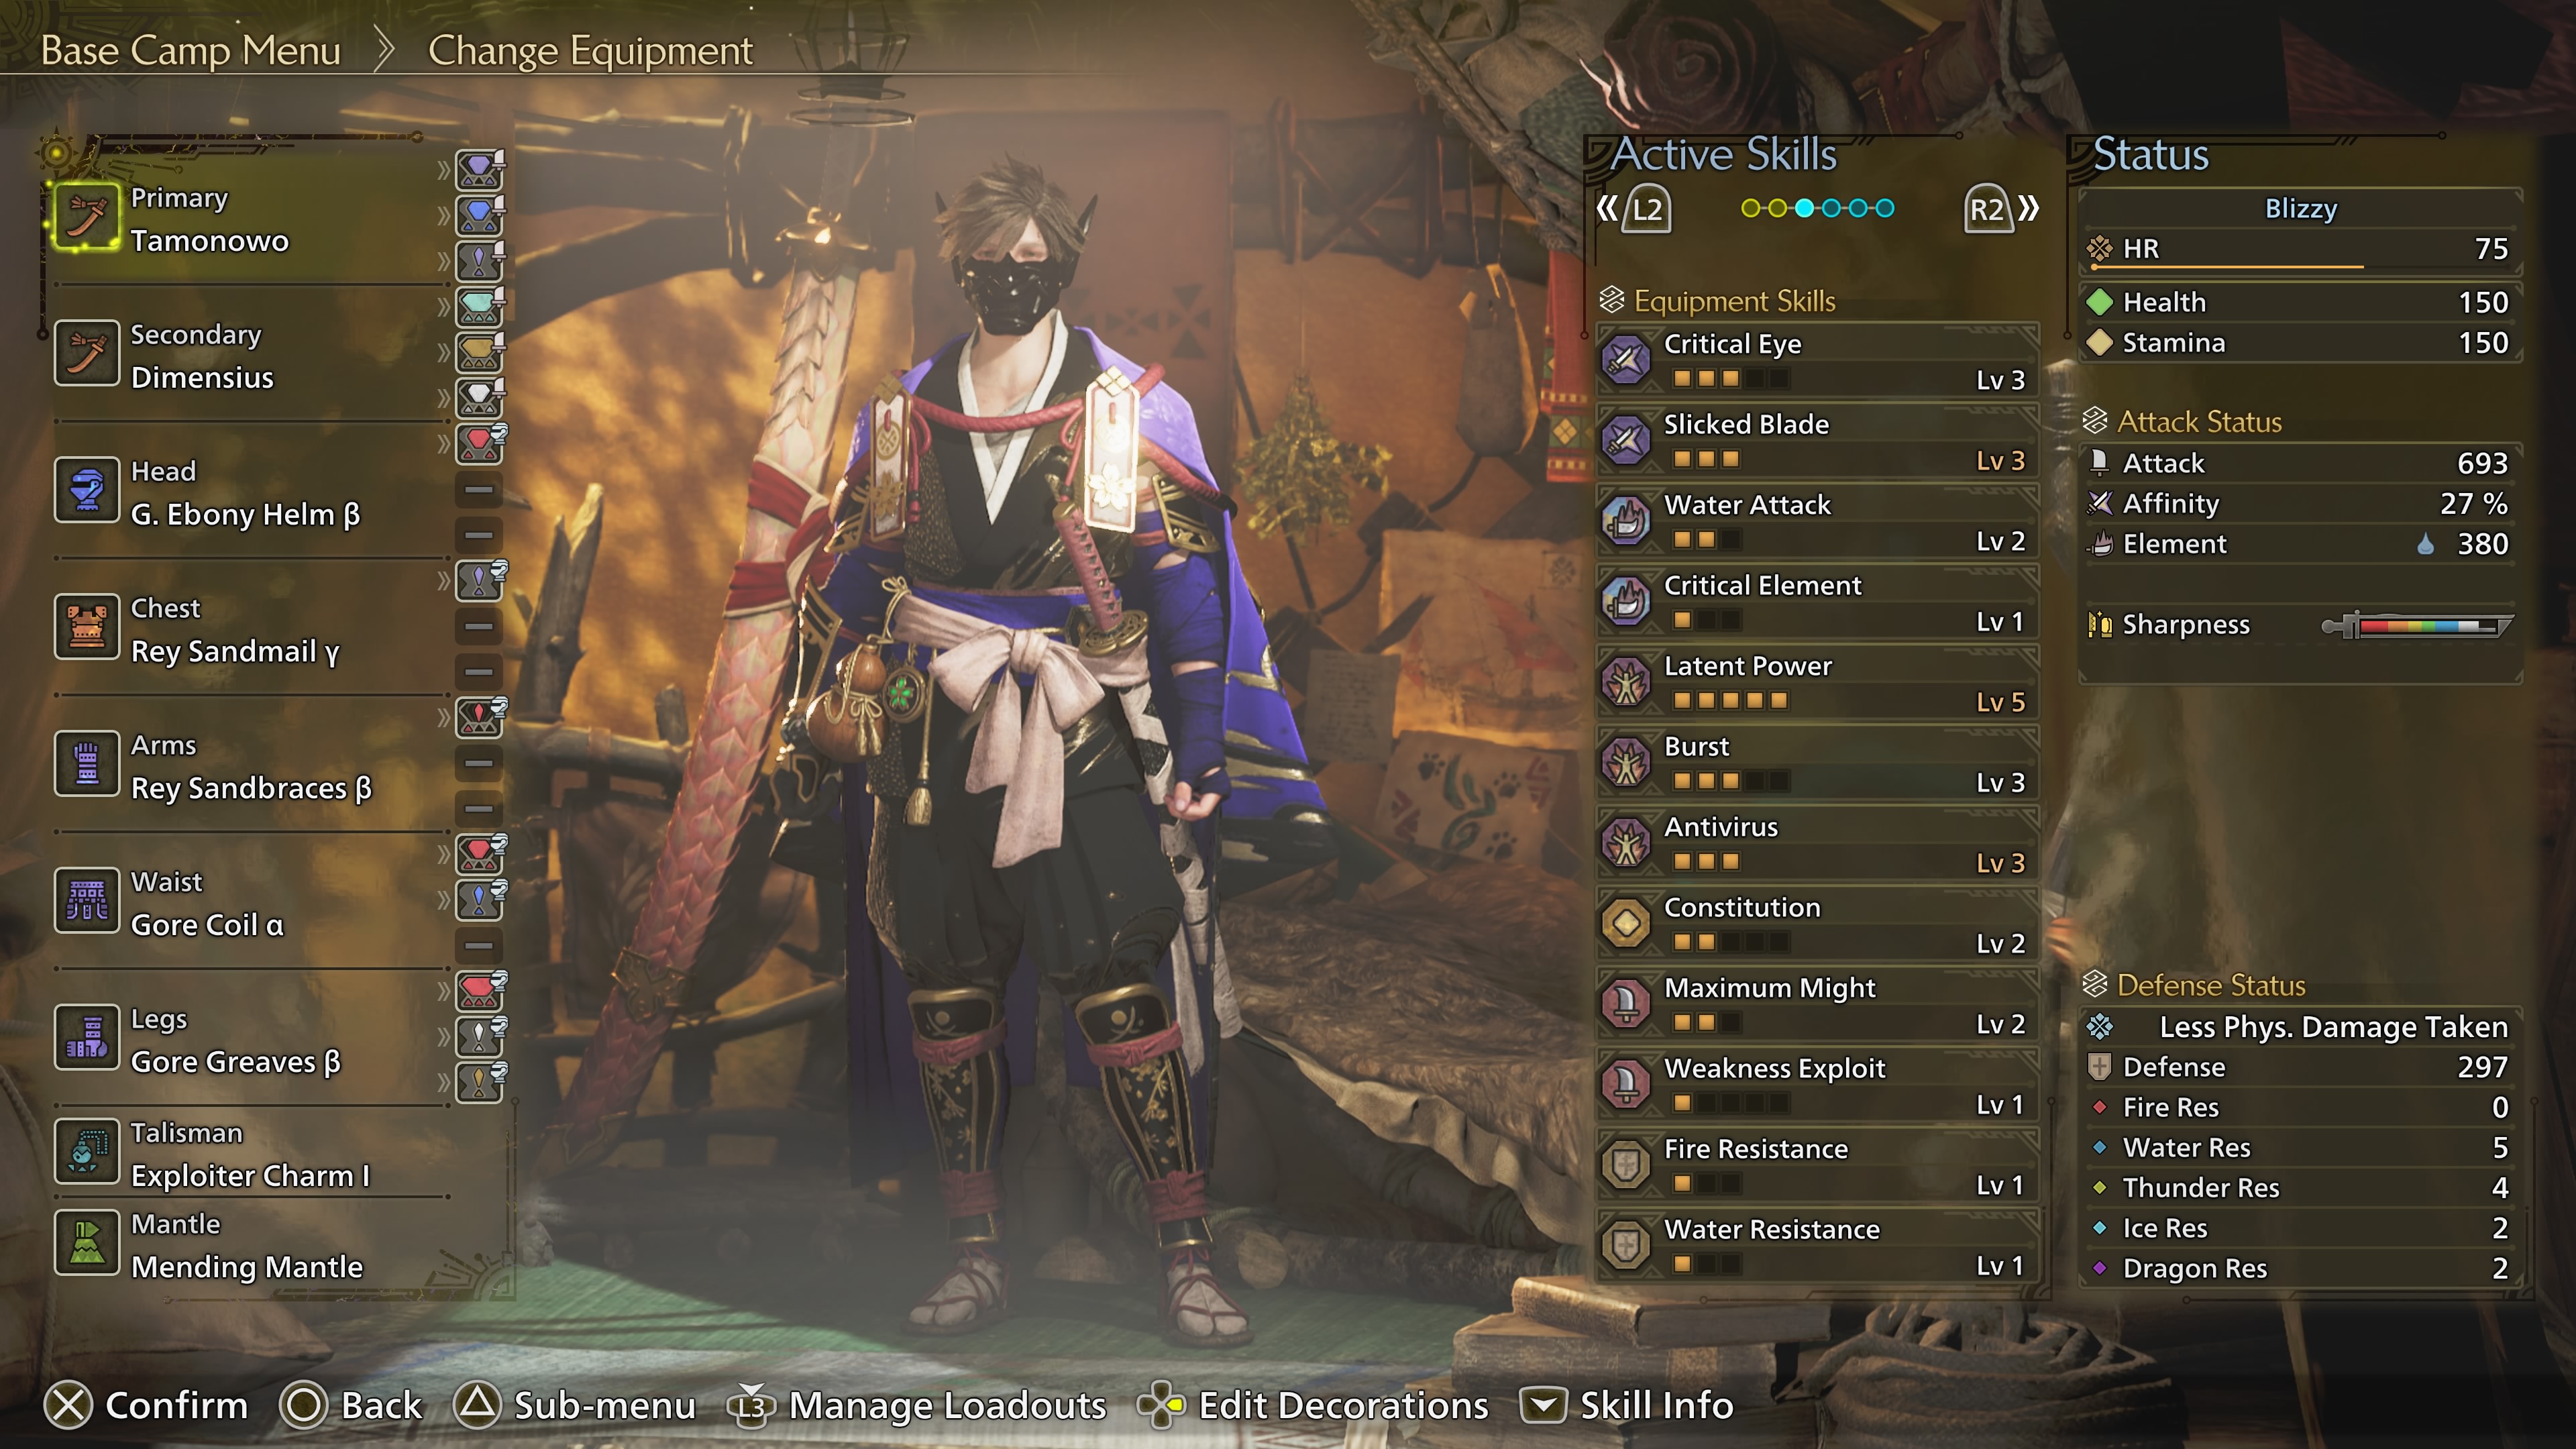 Base Camp Menu
Change Equipment
Primary
Tamonowo
Secondary
Dimensius
Head
G. Ebony Helm β
Chest
Rey Sandmail γ
Arms
Rey Sandbraces β
Waist
Gore Coil α
Legs
Gore Greaves β
Talisman
Exploiter Charm I
Mantle
Mending Mantle
Active Skills
L2
R2
Equipment Skills
Critical Eye
Lv 3
Slicked Blade
Lv 3
Water Attack
Lv 2
Critical Element
Lv 1
Latent Power
Lv 5
Burst
Lv 3
Antivirus
Lv 3
Constitution
Lv 2
Maximum Might
Lv 2
Weakness Exploit
Lv 1
Fire Resistance
Lv 1
Water Resistance
Lv 1
Status
Blizzy
HR 75
Health 150
Stamina 150
Attack Status
Attack 693
Affinity 27 %
Element 380
Sharpness
Defense Status
Less Phys. Damage Taken
Defense 297
Fire Res 0
Water Res 5
Thunder Res 4
Ice Res 2
Dragon Res 2
Confirm Back Sub-menu L3 Manage Loadouts Edit Decorations Skill Info